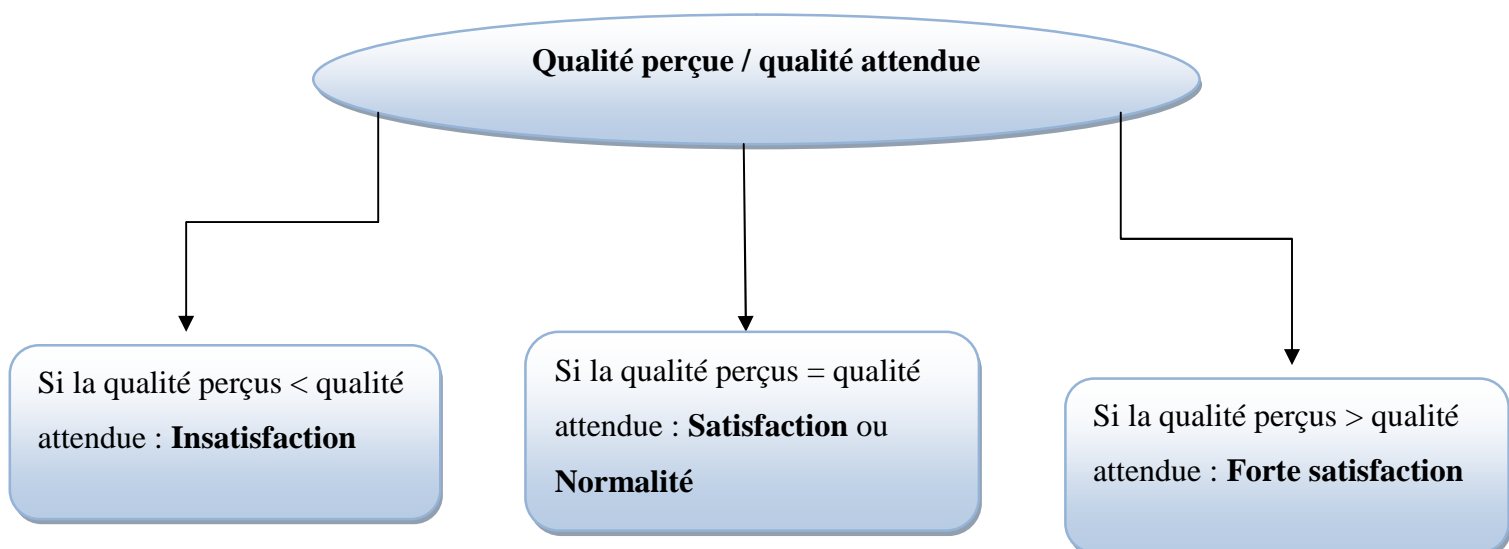 Qualité perçue / qualité attendue
Si la qualité perçus < qualité
attendue : Insatisfaction
Si la qualité perçus = qualité
attendue : Satisfaction ou
Normalité
Si la qualité perçus > qualité
attendue : Forte satisfaction